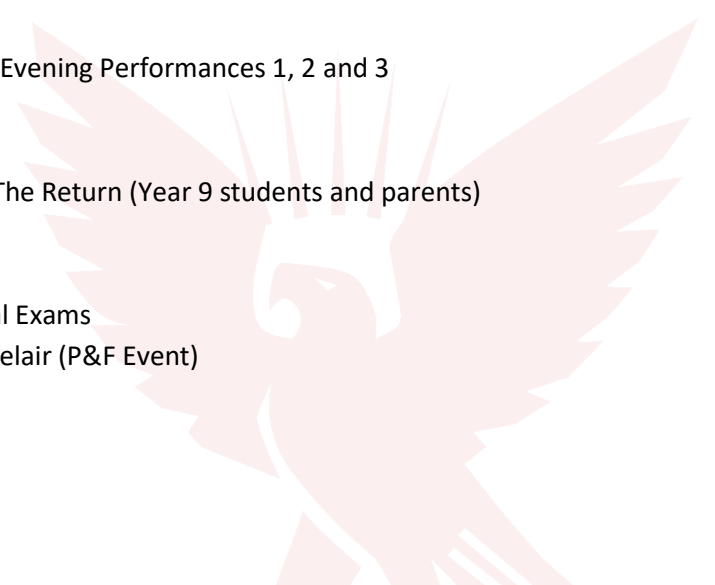 Evening Performances 1, 2 and 3
The Return (Year 9 students and parents)
l Exams
elair (P&F Event)